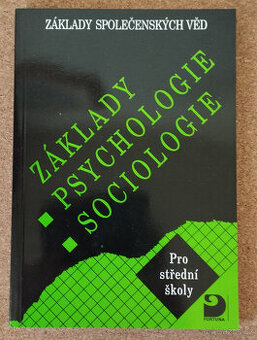 ZÁKLADY SPOLEČENSKÝCH VĚD
ZÁKLADY
PSYCHOLOGIE
SOCIOLOGIE
Pro
střední
školy
FORTUNA